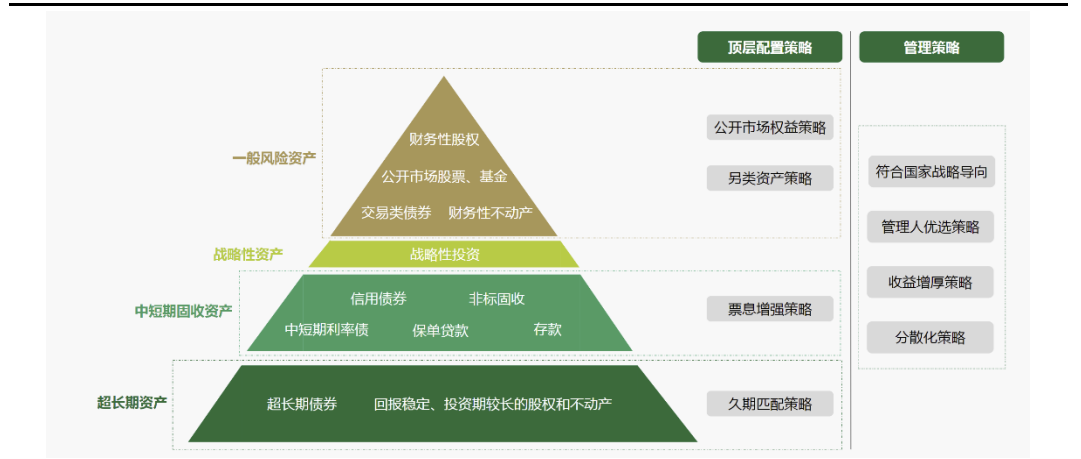 顶层配置策略
管理策略
财务性股权
一般风险资产
公开市场股票、基金
交易类债券 财务性不动产
公开市场权益策略
另类资产策略
战略性资产
战略性投资
中短期固收资产
信用债券 非标固收
中短期利率债 保单贷款 存款
票息增强策略
超长期资产
超长期债券 回报稳定、投资期较长的股权和不动产
久期匹配策略
符合国家战略导向
管理人优选策略
收益增厚策略
分散化策略